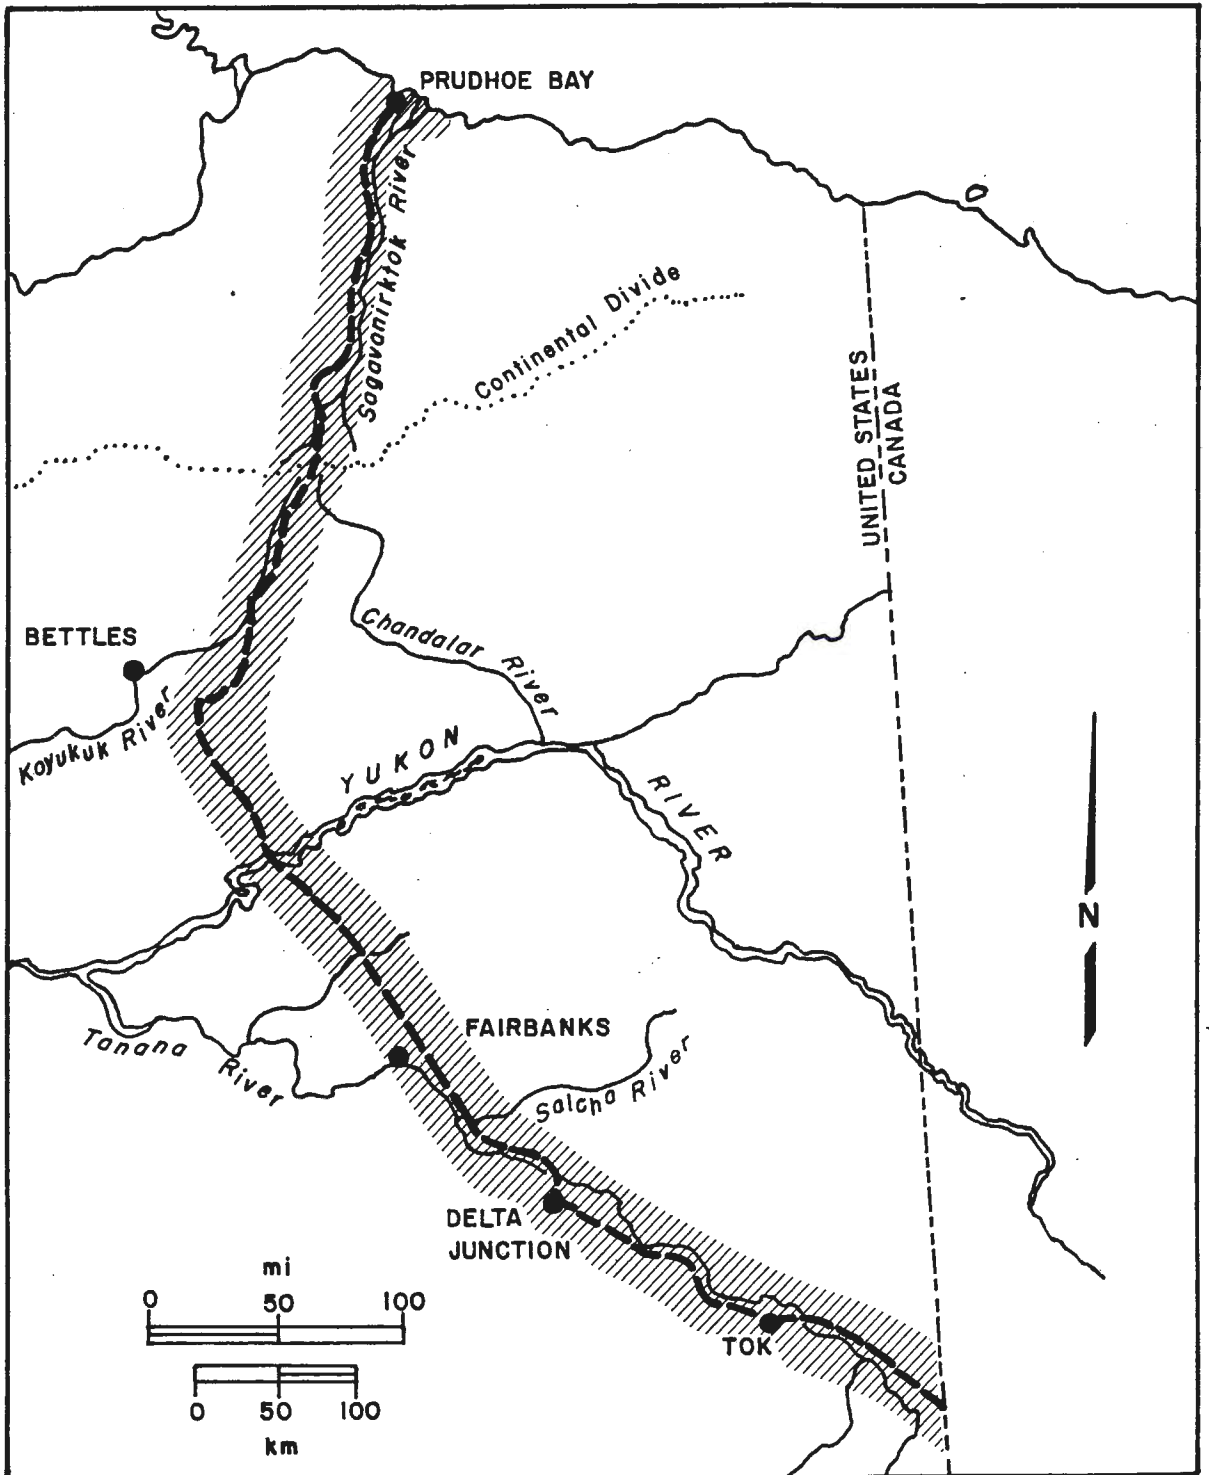 PRUDHOE BAY
Sagavanirktok River
Continental Divide
UNITED STATES
CANADA
BETTLES
Chandalar River
Koyukuk River
YUKON
RIVER
N
FAIRBANKS
Tanana River
Salcha River
DELTA
JUNCTION
TOK
mi
0 50 100
0 50 100
km